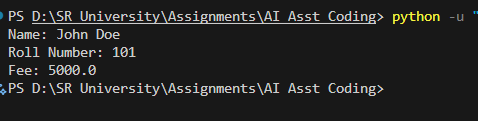 PS D:\SR University\Assignments\AI Asst Coding> python -u "
Name: John Doe
Roll Number: 101
Fee: 5000.0
PS D:\SR University\Assignments\AI Asst Coding>